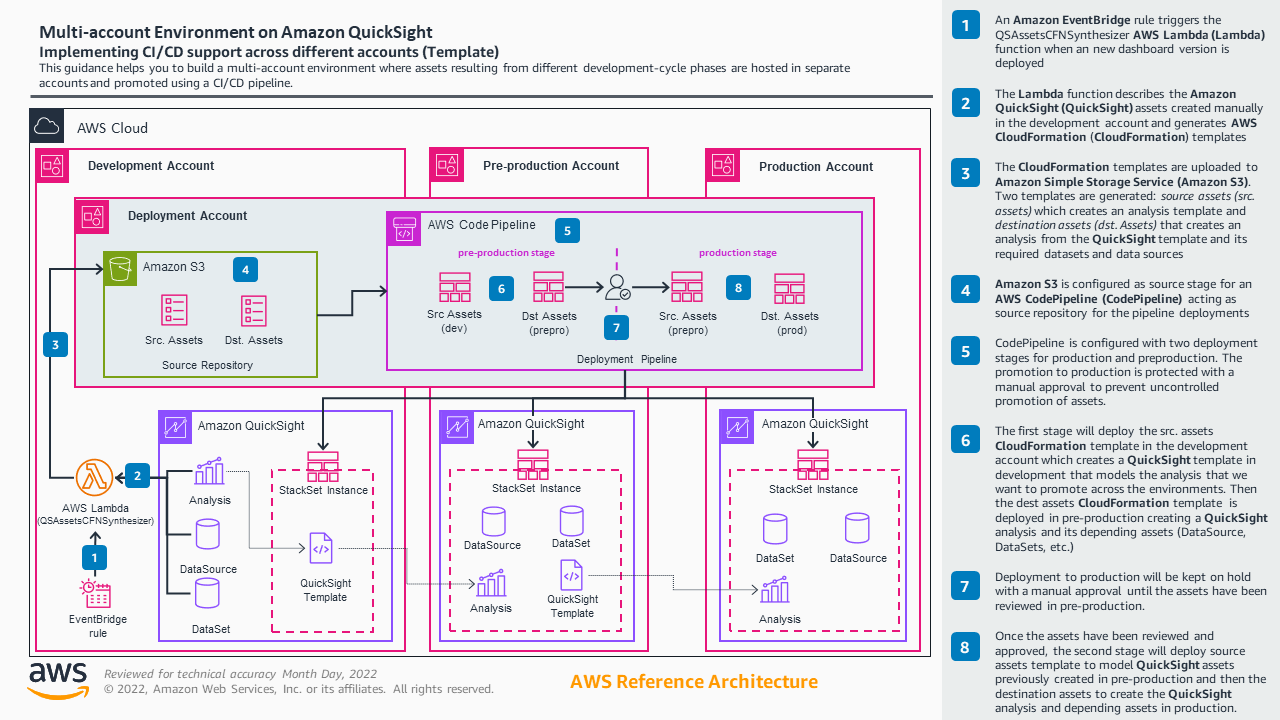 Multi-account Environment on Amazon QuickSight
Implementing CI/CD support across different accounts (Template)
This guidance helps you to build a multi-account environment where assets resulting from different development-cycle phases are hosted in separate
accounts and promoted using a CI/CD pipeline.
AWS Cloud
Development Account
Pre-production Account
Production Account
Deployment Account
AWS CodePipeline
5
pre-production stage
production stage
Amazon S3
4
Src. Assets
Dst. Assets
Source Repository
Src Assets
(dev)
6
Dst Assets
(prepro)
7
Src. Assets
(prepro)
8
Dst. Assets
(prod)
Deployment Pipeline
3
Amazon QuickSight
StackSet Instance
Analysis
DataSource
DataSet
QuickSight
Template
2
AWS Lambda
(QSAssetsCFNSynthesizer)
1
EventBridge
rule
Amazon QuickSight
StackSet Instance
DataSource
DataSet
Analysis
QuickSight
Template
Amazon QuickSight
StackSet Instance
DataSet
DataSource
Analysis
aws
Reviewed for technical accuracy Month Day, 2022
© 2022, Amazon Web Services, Inc. or its affiliates. All rights reserved.
AWS Reference Architecture
1
An Amazon EventBridge rule triggers the
QSAssetsCFNSynthesizer AWS Lambda (Lambda)
function when an new dashboard version is
deployed
2
The Lambda function describes the Amazon
QuickSight (QuickSight) assets created manually
in the development account and generates AWS
CloudFormation (CloudFormation) templates
3
The CloudFormation templates are uploaded to
Amazon Simple Storage Service (Amazon S3).
Two templates are generated: source assets (src.
assets) which creates an analysis template and
destination assets (dst. Assets) that creates an
analysis from the QuickSight template and its
required datasets and data sources
4
Amazon S3 is configured as source stage for an
AWS CodePipeline (CodePipeline) acting as
source repository for the pipeline deployments
5
CodePipeline is configured with two deployment
stages for production and preproduction. The
promotion to production is protected with a
manual approval to prevent uncontrolled
promotion of assets.
6
The first stage will deploy the src. assets
CloudFormation template in the development
account which creates a QuickSight template in
development that models the analysis that we
want to promote across the environments. Then
the dest assets CloudFormation template is
deployed in pre-production creating a QuickSight
analysis and its depending assets (DataSource,
DataSets, etc.)
7
Deployment to production will be kept on hold
with a manual approval until the assets have been
reviewed in pre-production.
8
Once the assets have been reviewed and
approved, the second stage will deploy source
assets template to model QuickSight assets
previously created in pre-production and then the
destination assets to create the QuickSight
analysis and depending assets in production.